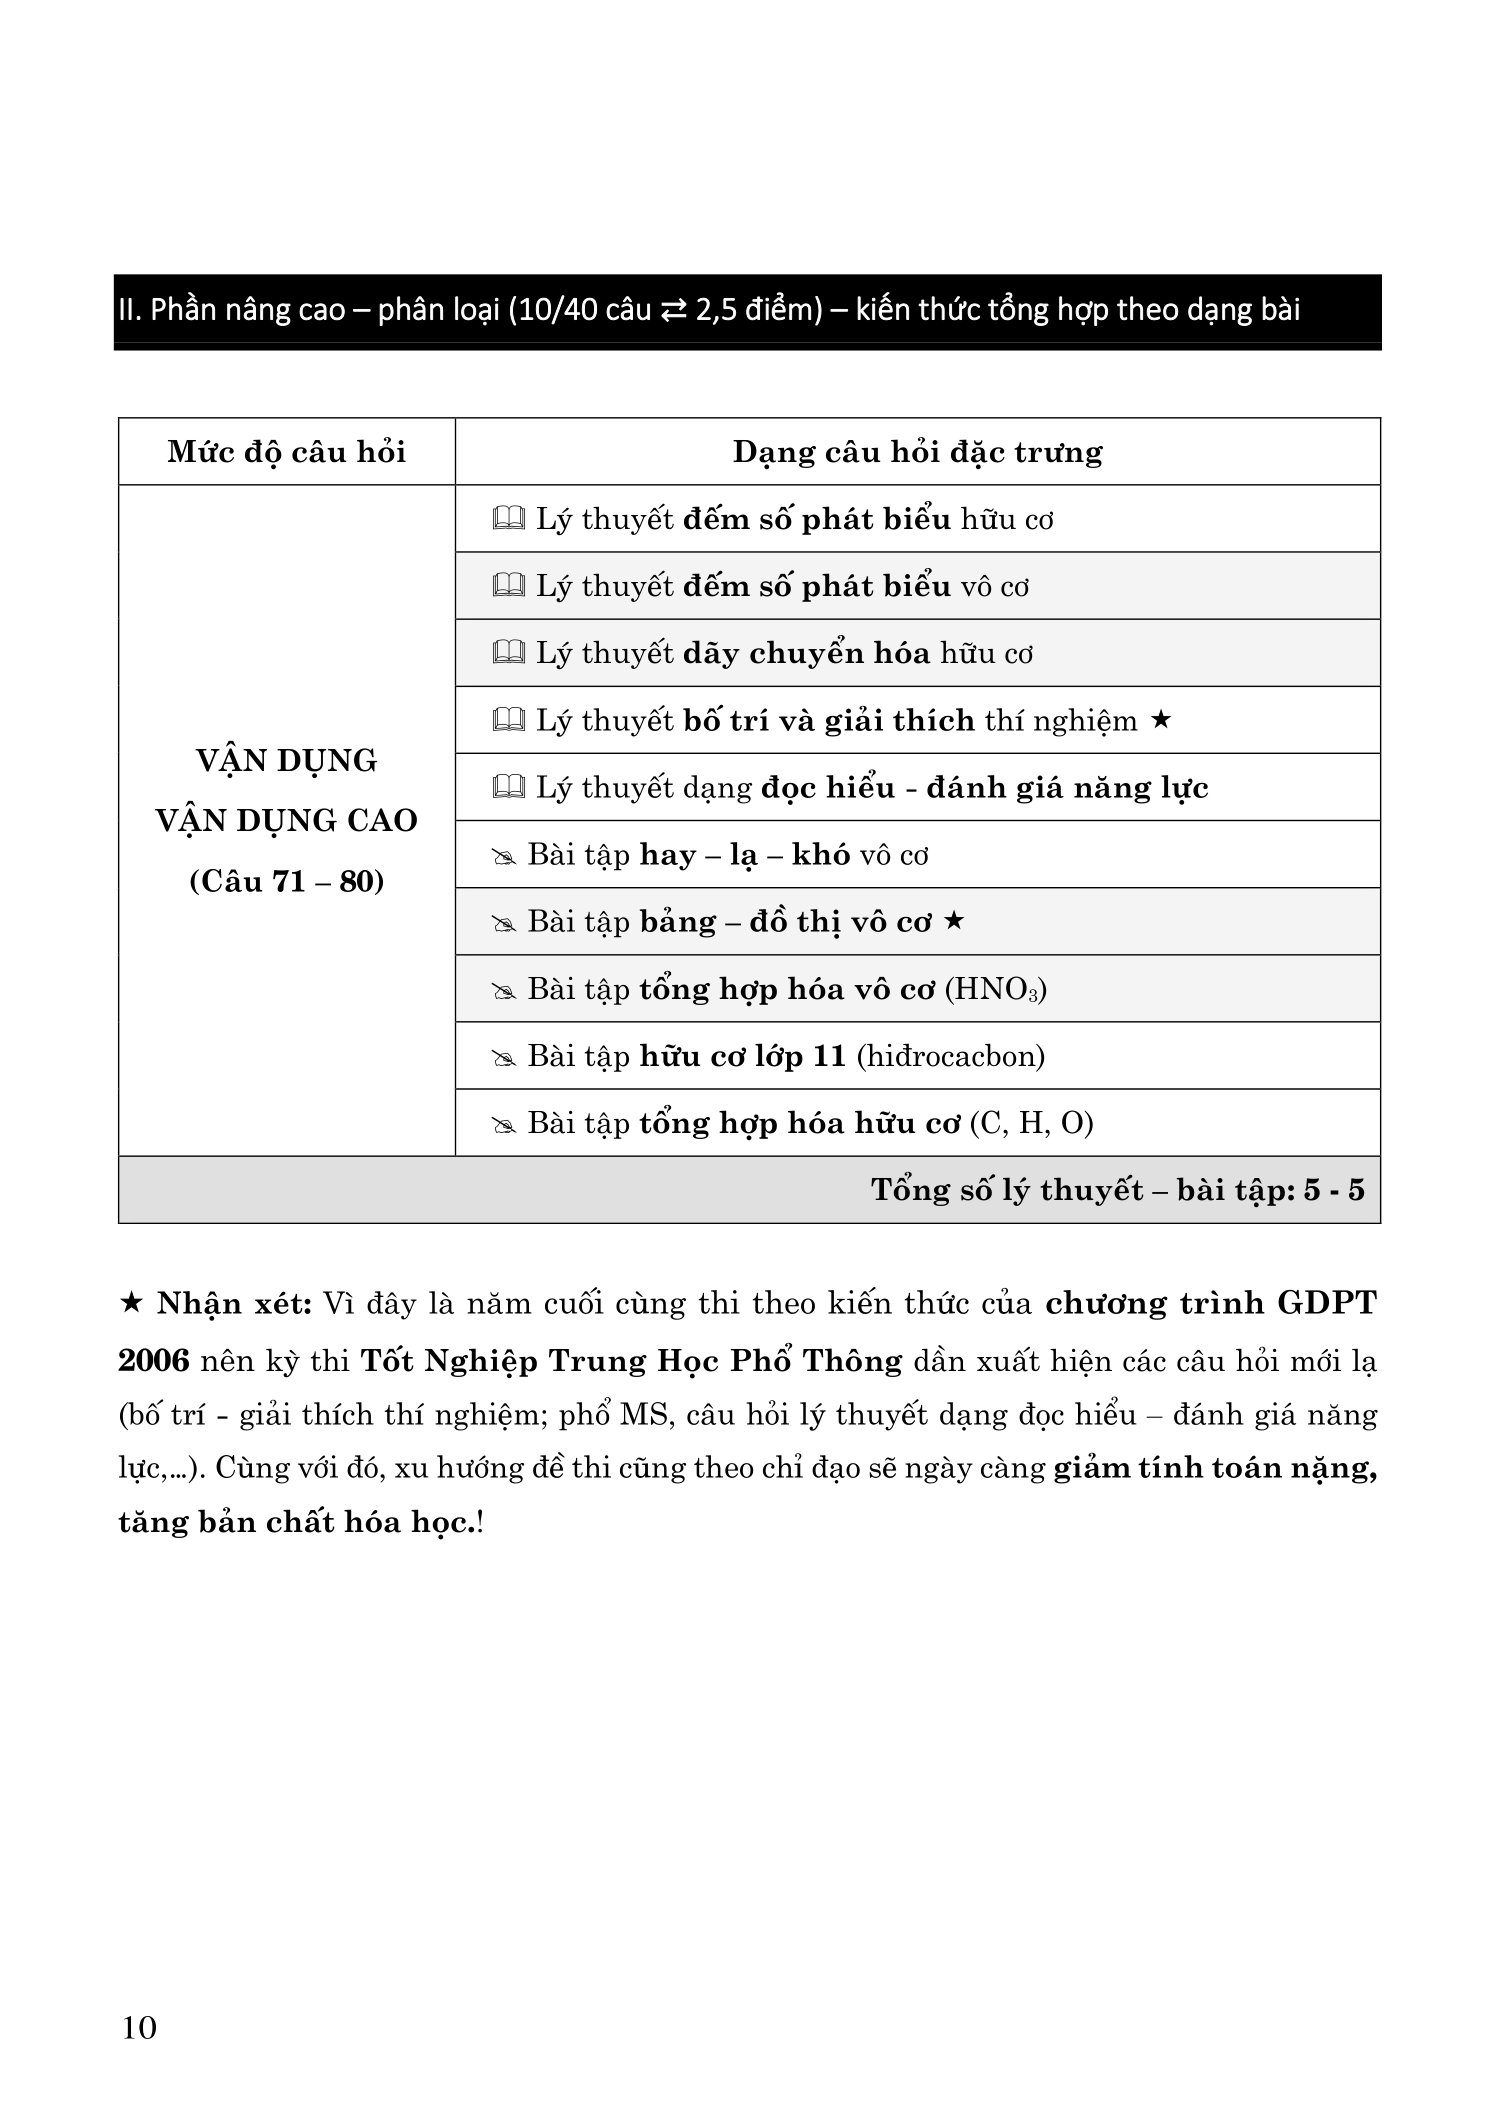 II. Phần nâng cao – phân loại (10/40 câu ⇄ 2,5 điểm) – kiến thức tổng hợp theo dạng bài
Mức độ câu hỏi
Dạng câu hỏi đặc trưng
VẬN DỤNG
VẬN DỤNG CAO
(Câu 71 – 80)
🕮 Lý thuyết đếm số phát biểu hữu cơ
🕮 Lý thuyết đếm số phát biểu vô cơ
🕮 Lý thuyết dãy chuyển hóa hữu cơ
🕮 Lý thuyết bố trí và giải thích thí nghiệm ★
🕮 Lý thuyết dạng đọc hiểu - đánh giá năng lực
✍ Bài tập hay – lạ – khó vô cơ
✍ Bài tập bảng – đồ thị vô cơ ★
✍ Bài tập tổng hợp hóa vô cơ (HNO₃)
✍ Bài tập hữu cơ lớp 11 (hiđrocacbon)
✍ Bài tập tổng hợp hóa hữu cơ (C, H, O)
Tổng số lý thuyết – bài tập: 5 - 5
★ Nhận xét: Vì đây là năm cuối cùng thi theo kiến thức của chương trình GDPT
2006 nên kỳ thi Tốt Nghiệp Trung Học Phổ Thông dần xuất hiện các câu hỏi mới lạ
(bố trí - giải thích thí nghiệm; phổ MS, câu hỏi lý thuyết dạng đọc hiểu – đánh giá năng
lực,...). Cùng với đó, xu hướng đề thi cũng theo chỉ đạo sẽ ngày càng giảm tính toán nặng,
tăng bản chất hóa học.!
10